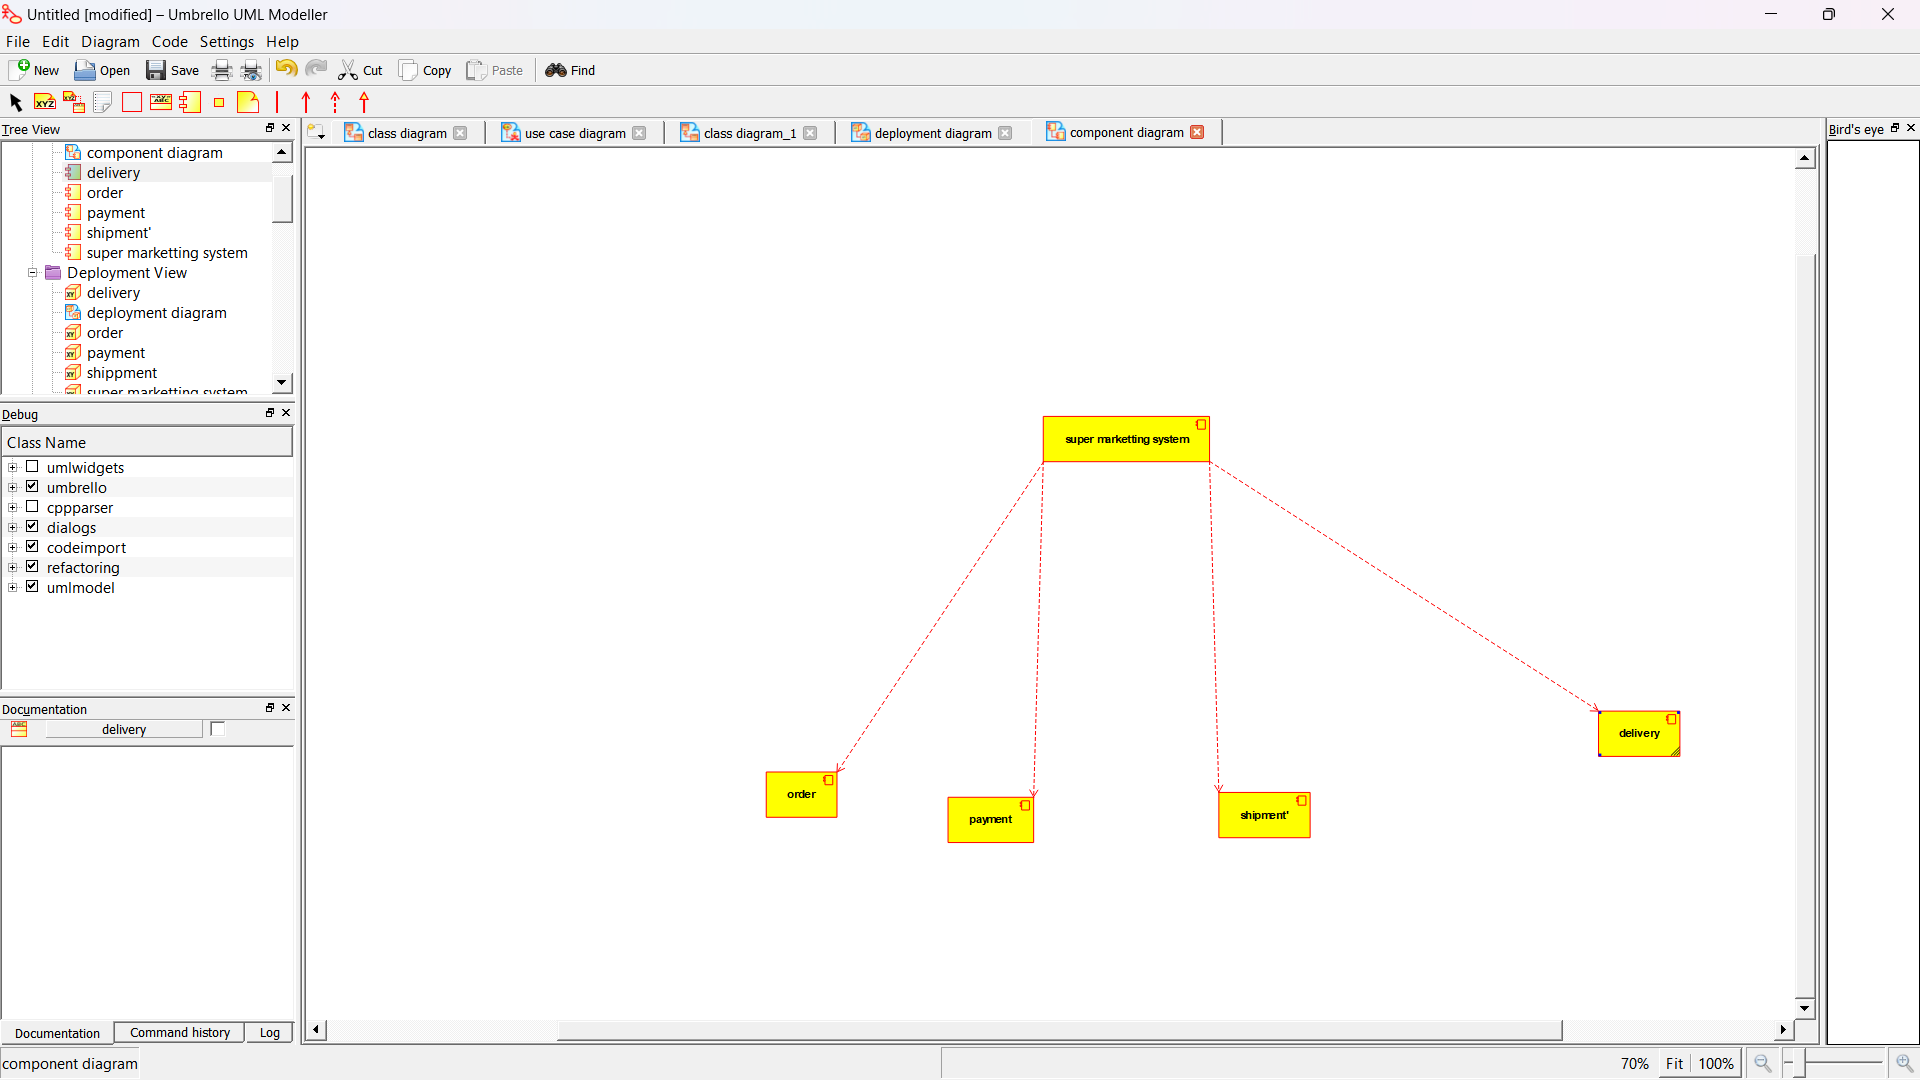 Untitled [modified] – Umbrello UML Modeller
File Edit Diagram Code Settings Help
New Open Save Cut Copy Paste Find
Tree View
class diagram use case diagram class diagram_1 deployment diagram component diagram
Bird's eye
component diagram
delivery
order
payment
shipment'
super marketting system
Deployment View
delivery
deployment diagram
order
payment
shippment
super marketting system
Debug
Class Name
umlwidgets
umbrello
cppparser
dialogs
codeimport
refactoring
umlmodel
Documentation
delivery
super marketting system
delivery
order
payment
shipment'
Documentation Command history Log
component diagram
70% Fit 100%